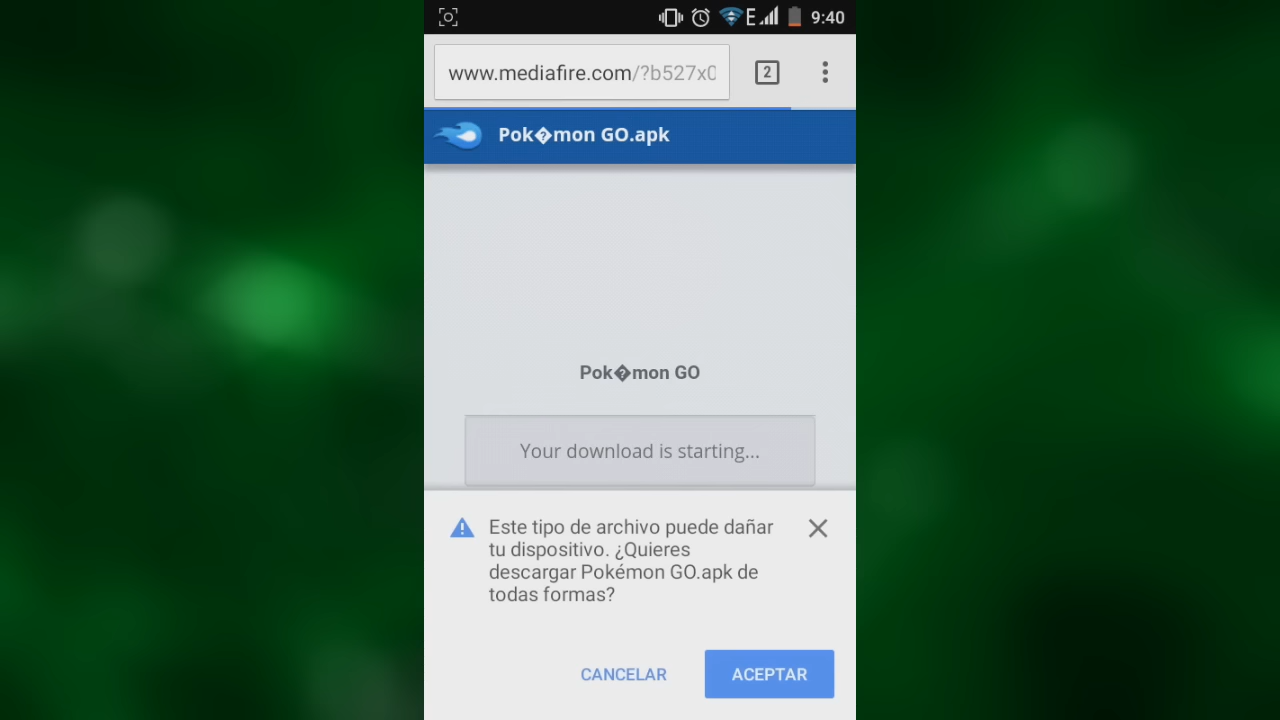 E 9:40
www.mediafire.com/?b527x0
2
Pok�mon GO.apk
Pok�mon GO
Your download is starting...
Este tipo de archivo puede dañar
tu dispositivo. ¿Quieres
descargar Pokémon GO.apk de
todas formas?
CANCELAR ACEPTAR